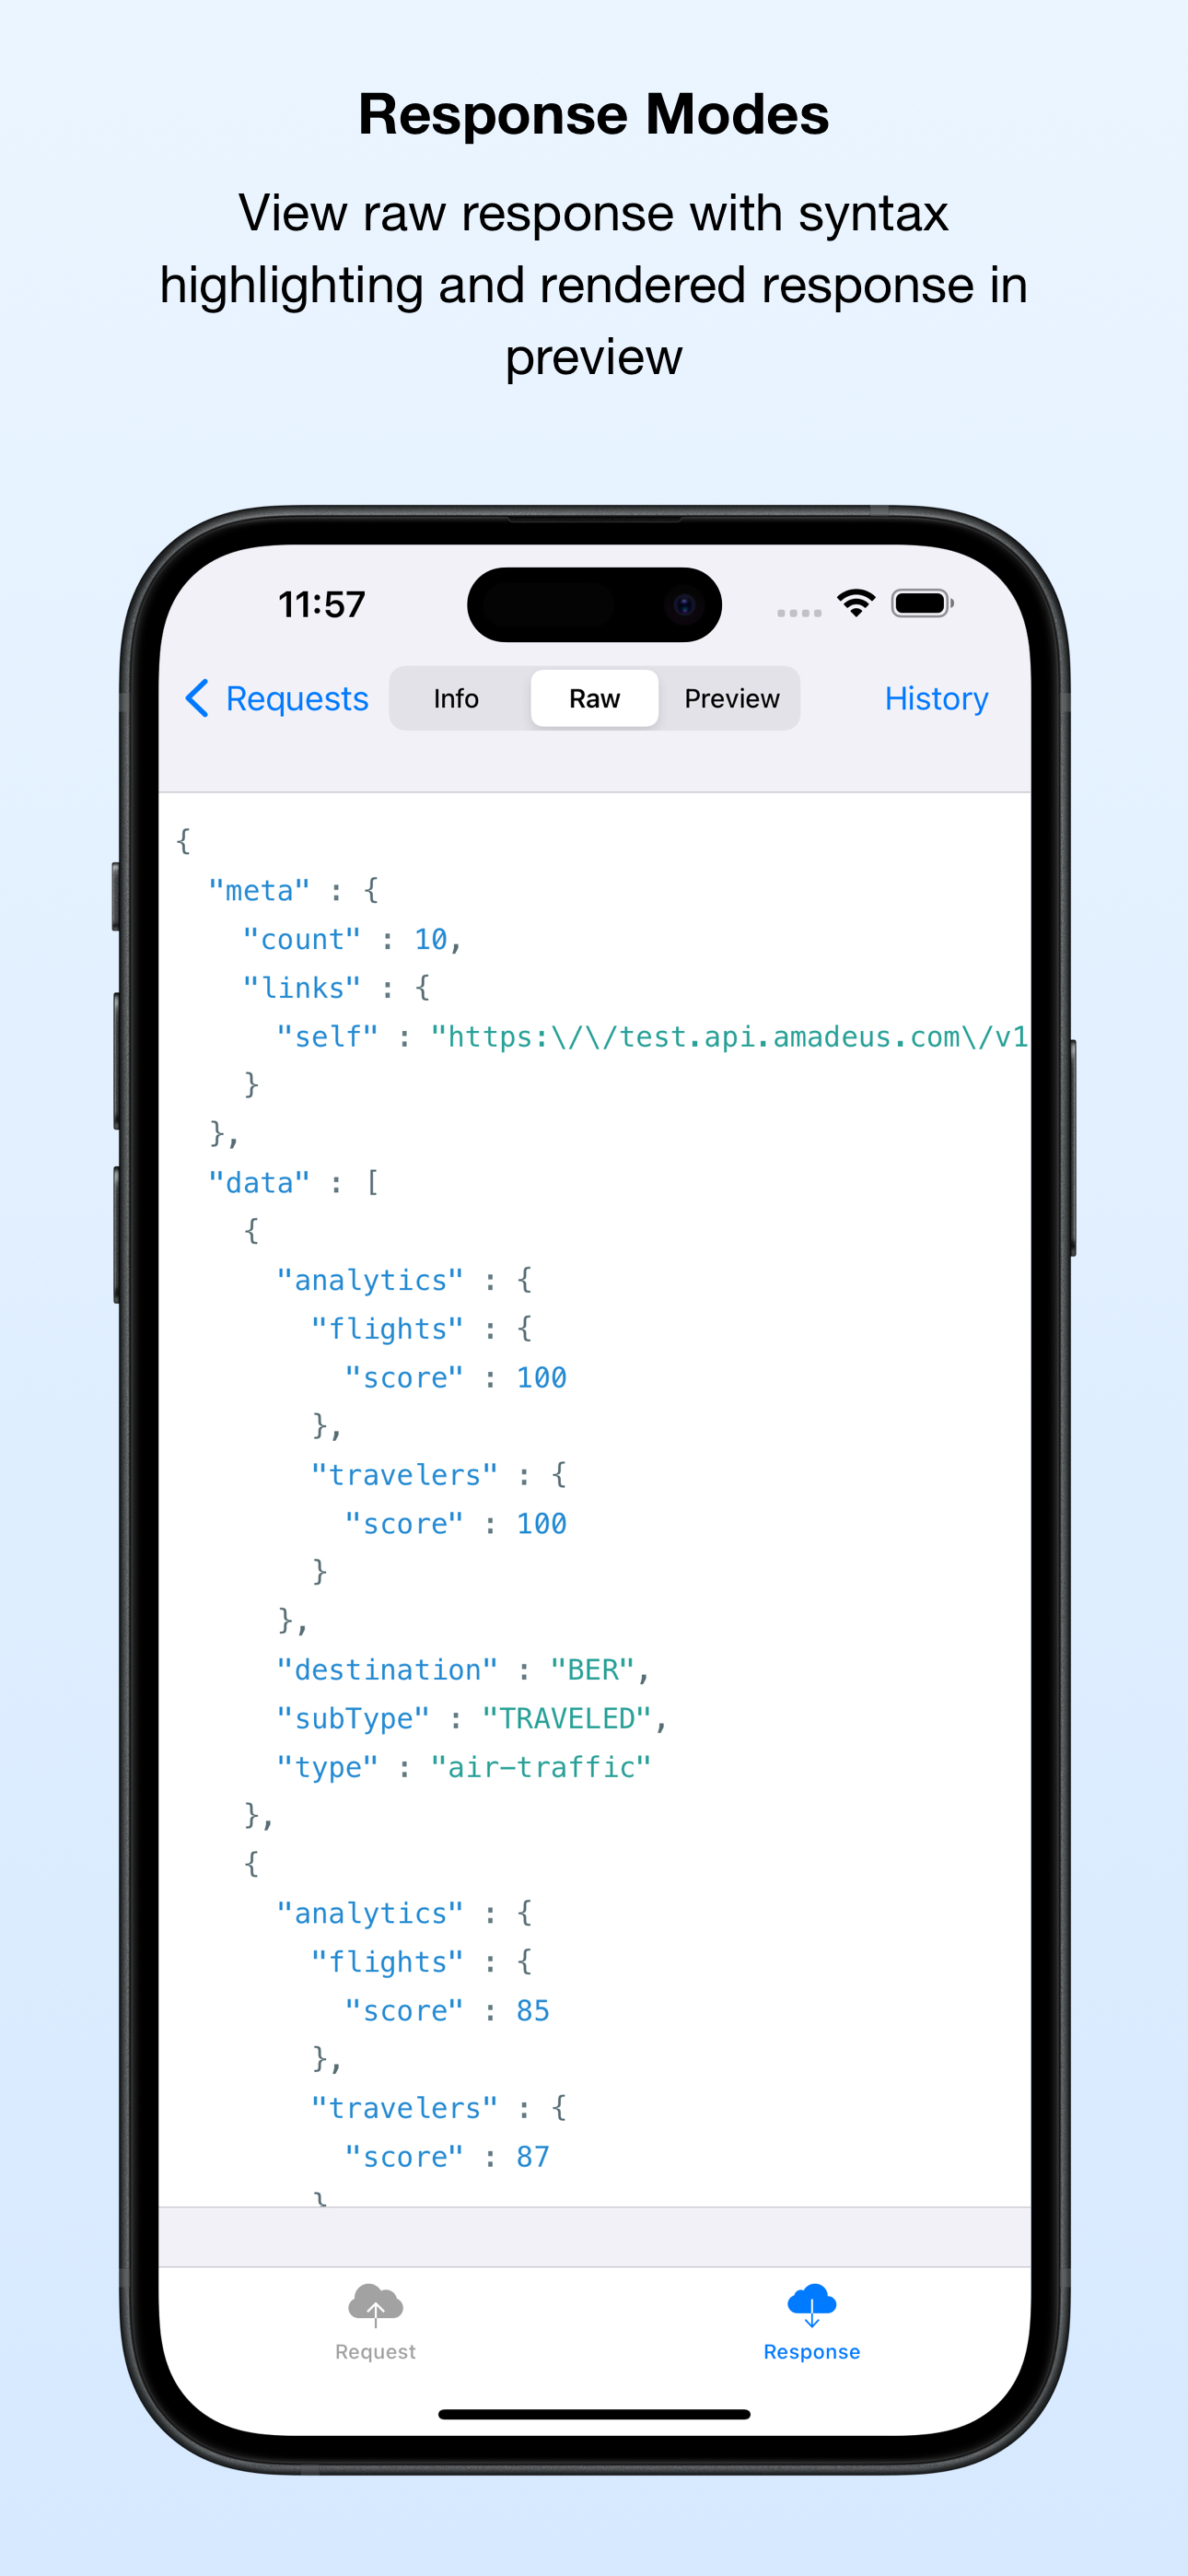 Response Modes
View raw response with syntax
highlighting and rendered response in
preview
11:57
Requests Info Raw Preview History
{
  "meta" : {
    "count" : 10,
    "links" : {
      "self" : "https:\/\/test.api.amadeus.com\/v1
    }
  },
  "data" : [
    {
      "analytics" : {
        "flights" : {
          "score" : 100
        },
        "travelers" : {
          "score" : 100
        }
      },
      "destination" : "BER",
      "subType" : "TRAVELED",
      "type" : "air-traffic"
    },
    {
      "analytics" : {
        "flights" : {
          "score" : 85
        },
        "travelers" : {
          "score" : 87
        }
Request Response